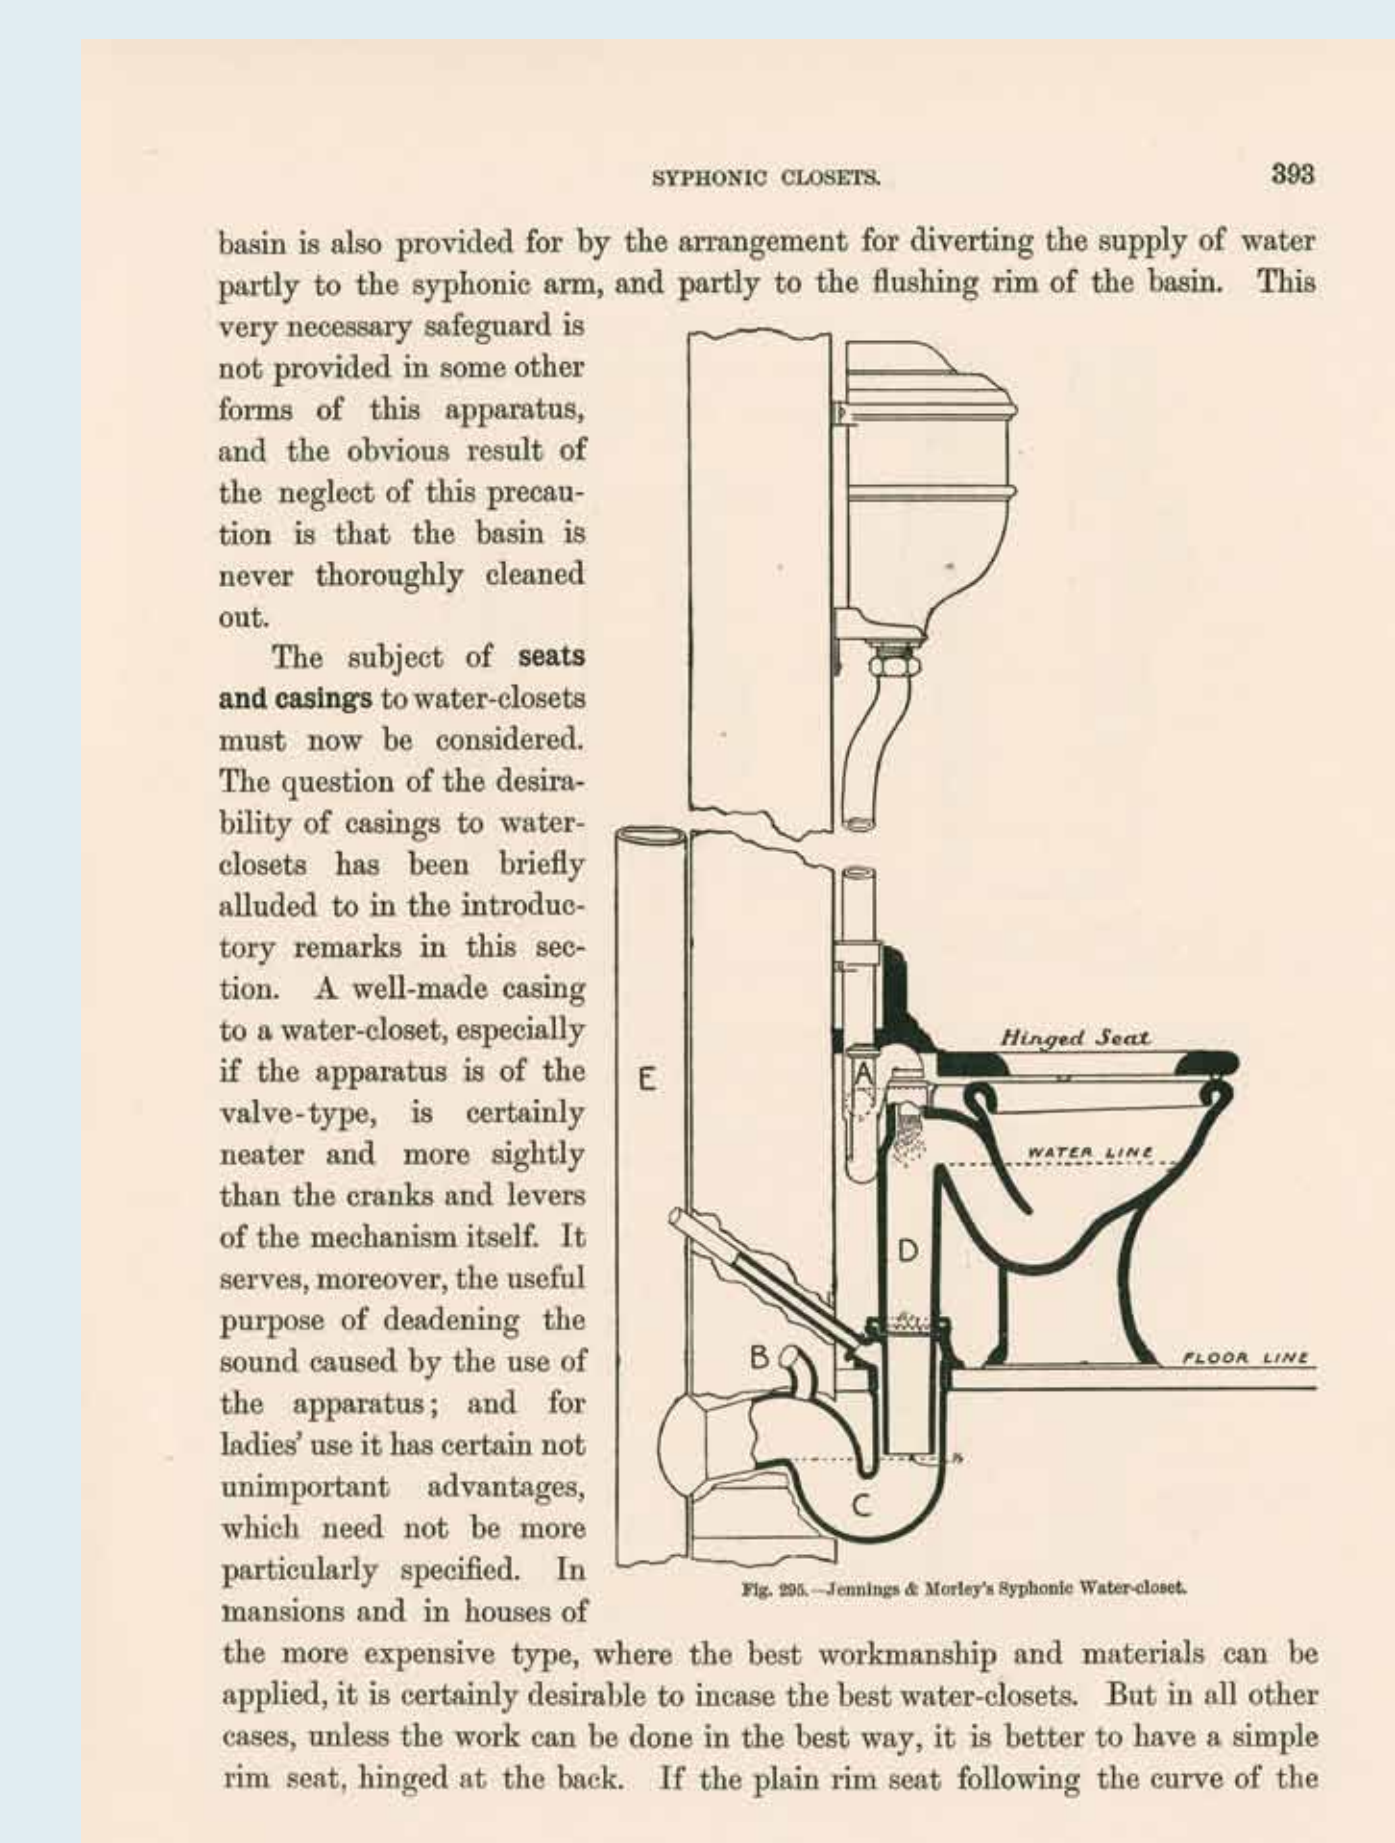 SYPHONIC CLOSETS. 393
basin is also provided for by the arrangement for diverting the supply of water
partly to the syphonic arm, and partly to the flushing rim of the basin. This
very necessary safeguard is
not provided in some other
forms of this apparatus,
and the obvious result of
the neglect of this precau-
tion is that the basin is
never thoroughly cleaned
out.
The subject of seats
and casings to water-closets
must now be considered.
The question of the desira-
bility of casings to water-
closets has been briefly
alluded to in the introduc-
tory remarks in this sec-
tion. A well-made casing
to a water-closet, especially
if the apparatus is of the
valve-type, is certainly
neater and more sightly
than the cranks and levers
of the mechanism itself. It
serves, moreover, the useful
purpose of deadening the
sound caused by the use of
the apparatus; and for
ladies' use it has certain not
unimportant advantages,
which need not be more
particularly specified. In
mansions and in houses of
Hinged Seat
A
E
WATER LINE
D
B
FLOOR LINE
C
Fig. 295.—Jennings & Morley's Syphonic Water-closet.
the more expensive type, where the best workmanship and materials can be
applied, it is certainly desirable to incase the best water-closets. But in all other
cases, unless the work can be done in the best way, it is better to have a simple
rim seat, hinged at the back. If the plain rim seat following the curve of the